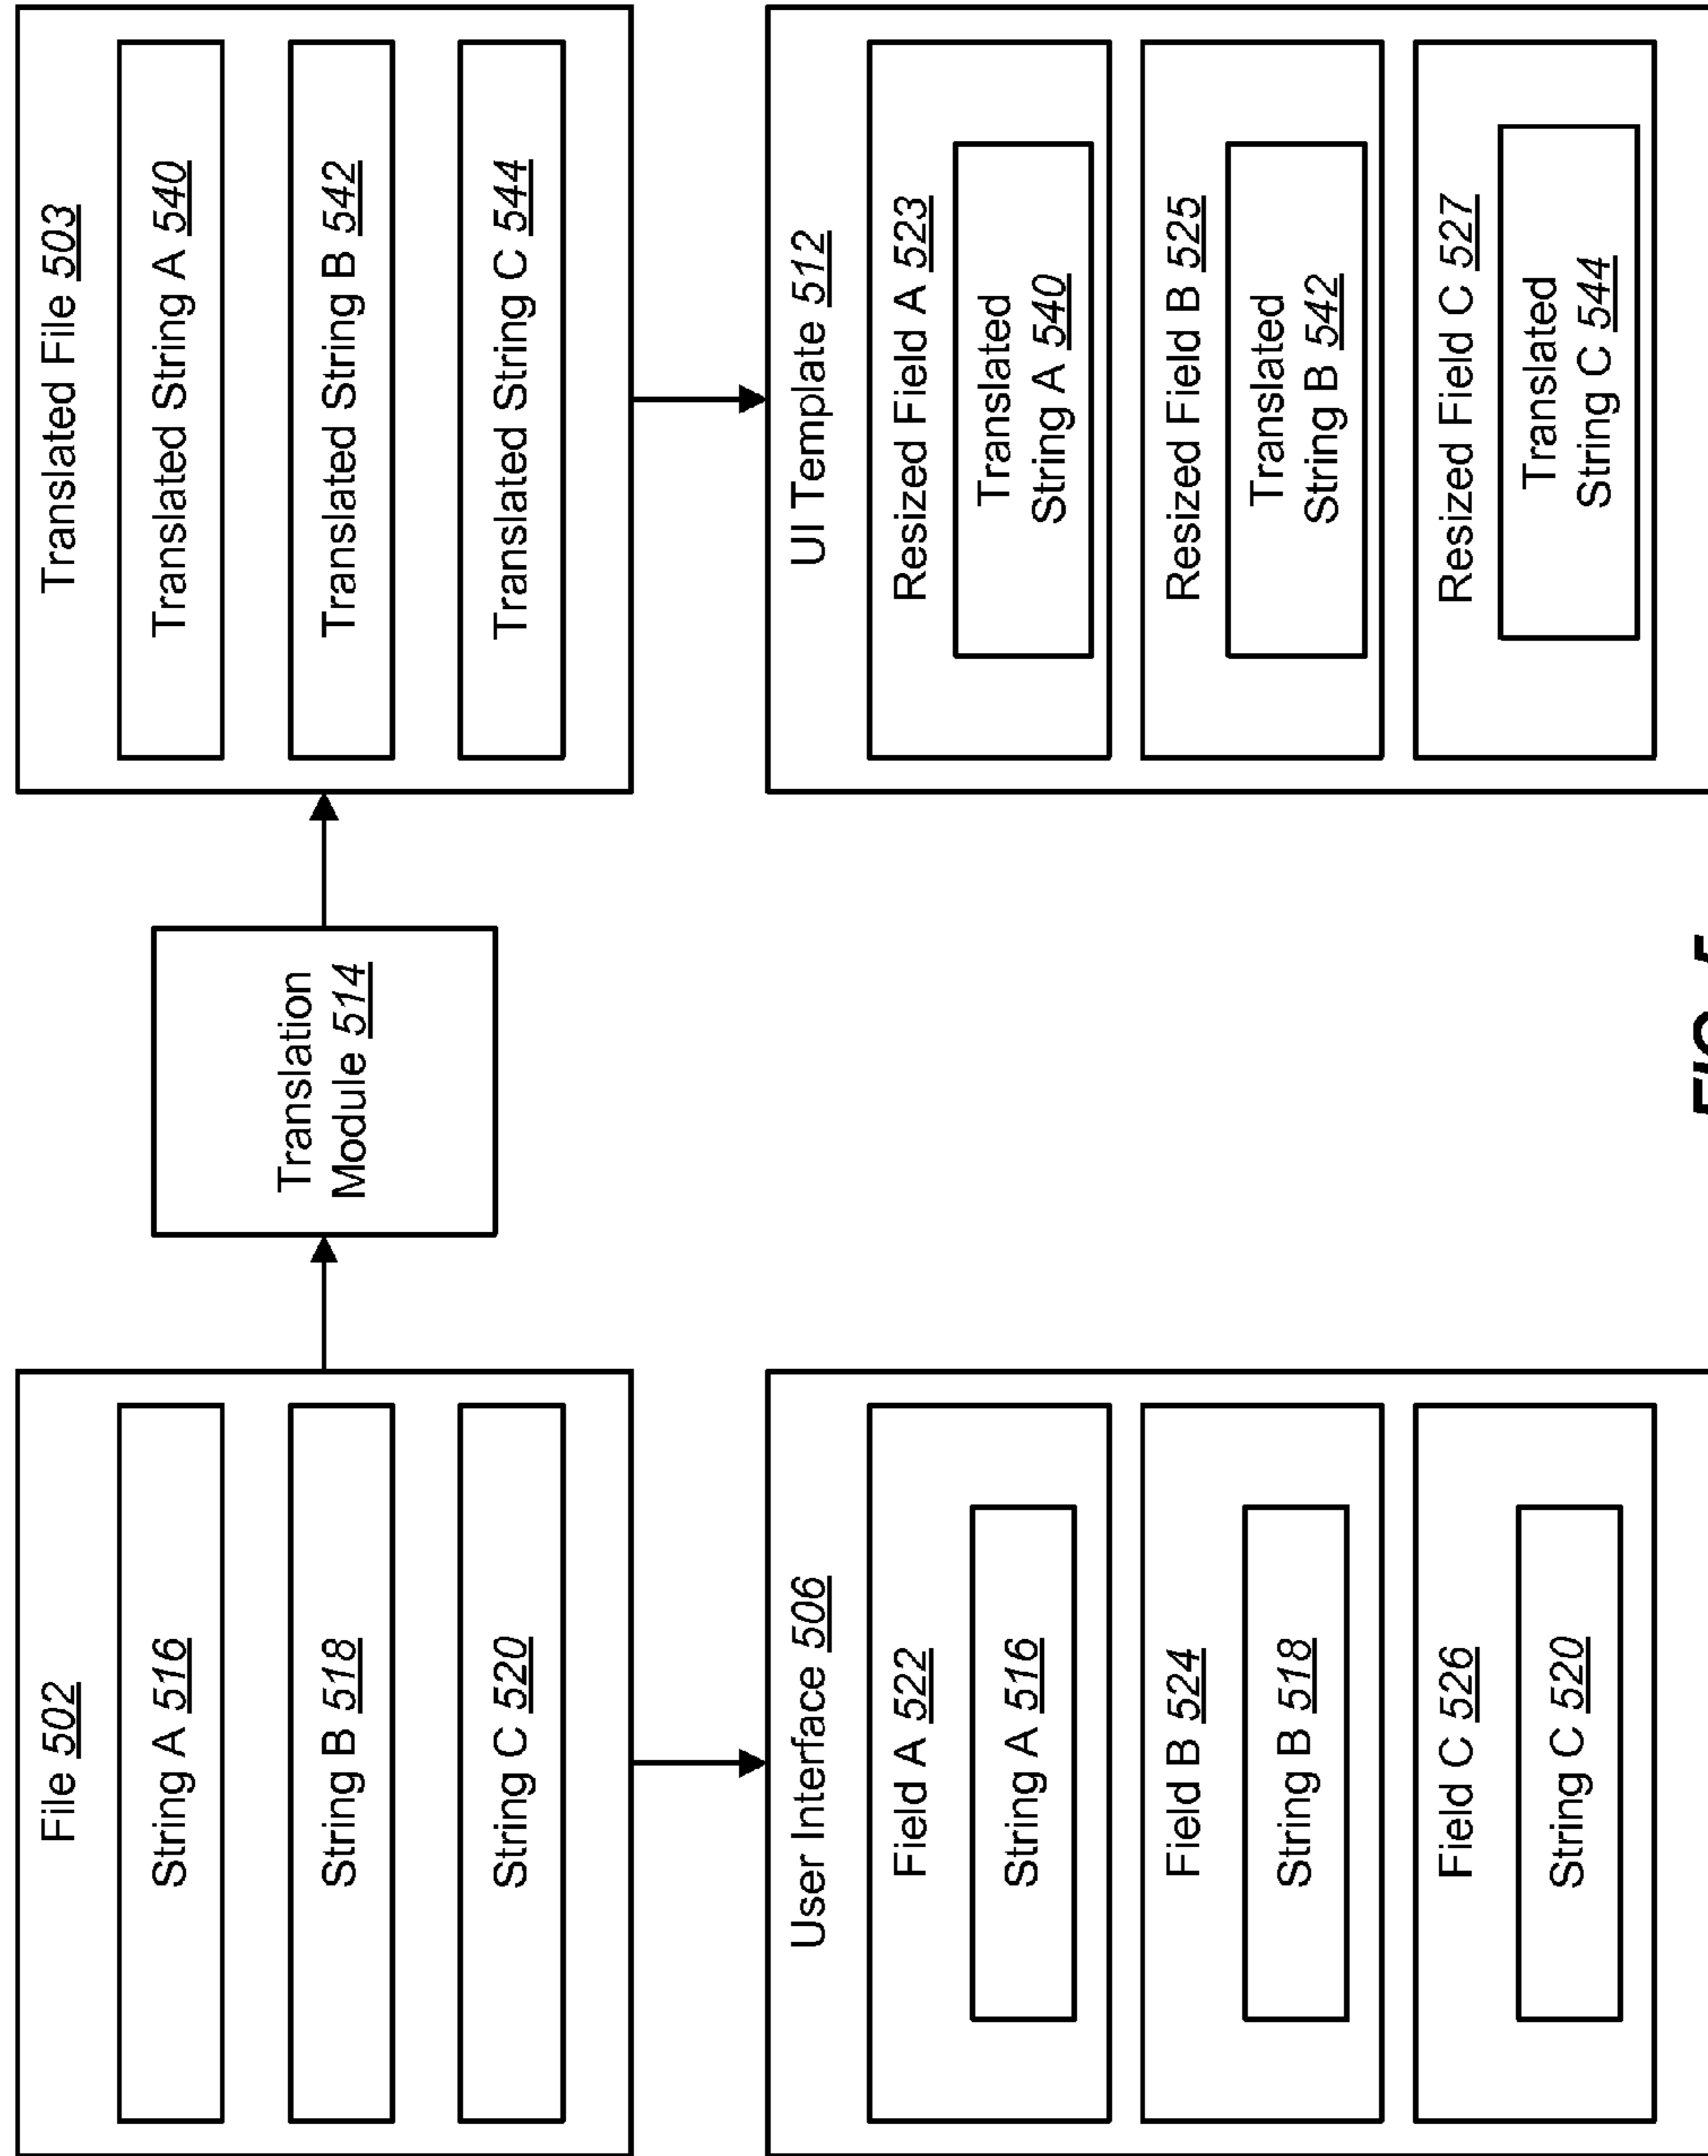 File 502
String A 516
String B 518
String C 520
Translation
Module 514
Translated File 503
Translated String A 540
Translated String B 542
Translated String C 544
User Interface 506
Field A 522
String A 516
Field B 524
String B 518
Field C 526
String C 520
UI Template 512
Resized Field A 523
Translated
String A 540
Resized Field B 525
Translated
String B 542
Resized Field C 527
Translated
String C 544
FIG. 5